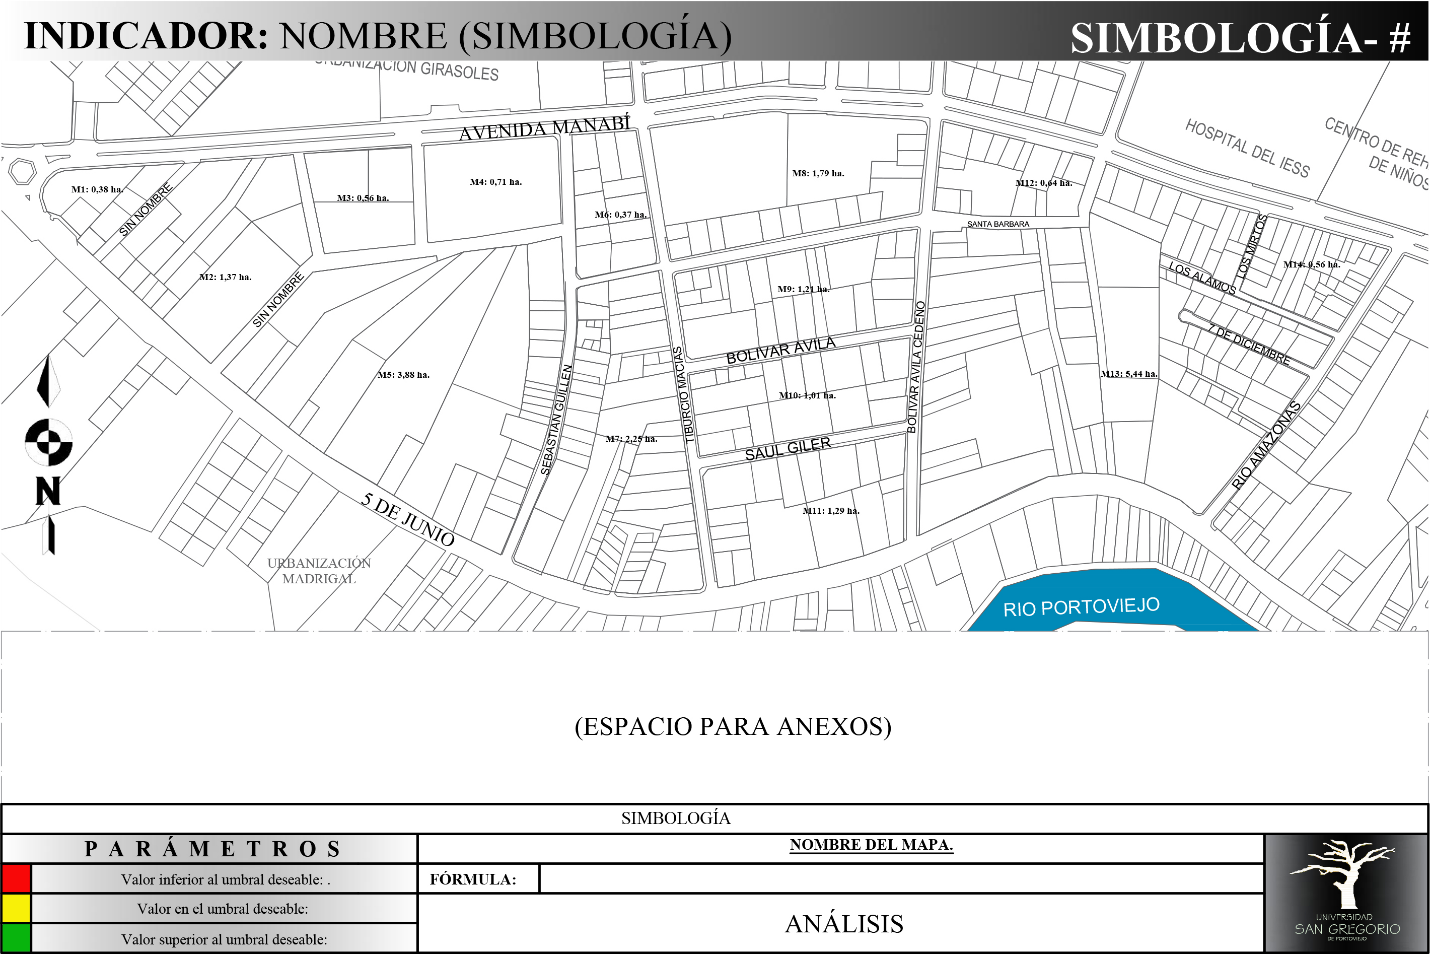 INDICADOR: NOMBRE (SIMBOLOGÍA)
SIMBOLOGÍA- #
URBANIZACIÓN GIRASOLES
AVENIDA MANABÍ
HOSPITAL DEL IESS
CENTRO DE REH
DE NIÑOS
M1: 0,38 ha.
SIN NOMBRE
M3: 0,56 ha.
M4: 0,71 ha.
M6: 0,37 ha.
M8: 1,79 ha.
M12: 0,64 ha.
SANTA BARBARA
LOS MIRTOS
M14: 0,56 ha.
LOS ALAMOS
M2: 1,37 ha.
SIN NOMBRE
M9: 1,21 ha.
7 DE DICIEMBRE
BOLIVAR AVILA
BOLIVAR AVILA CEDEÑO
M5: 3,88 ha.
M13: 5,44 ha.
TIBURCIO MACIAS
M10: 1,01 ha.
SEBASTIAN GUILLEN
M7: 2,25 ha.
SAUL GILER
RIO AMAZONAS
N
5 DE JUNIO
M11: 1,29 ha.
URBANIZACIÓN
MADRIGAL
RIO PORTOVIEJO
(ESPACIO PARA ANEXOS)
SIMBOLOGÍA
PARÁMETROS
NOMBRE DEL MAPA.
Valor inferior al umbral deseable: .
FÓRMULA:
Valor en el umbral deseable:
ANÁLISIS
Valor superior al umbral deseable:
UNIVERSIDAD
SAN GREGORIO
DE PORTOVIEJO